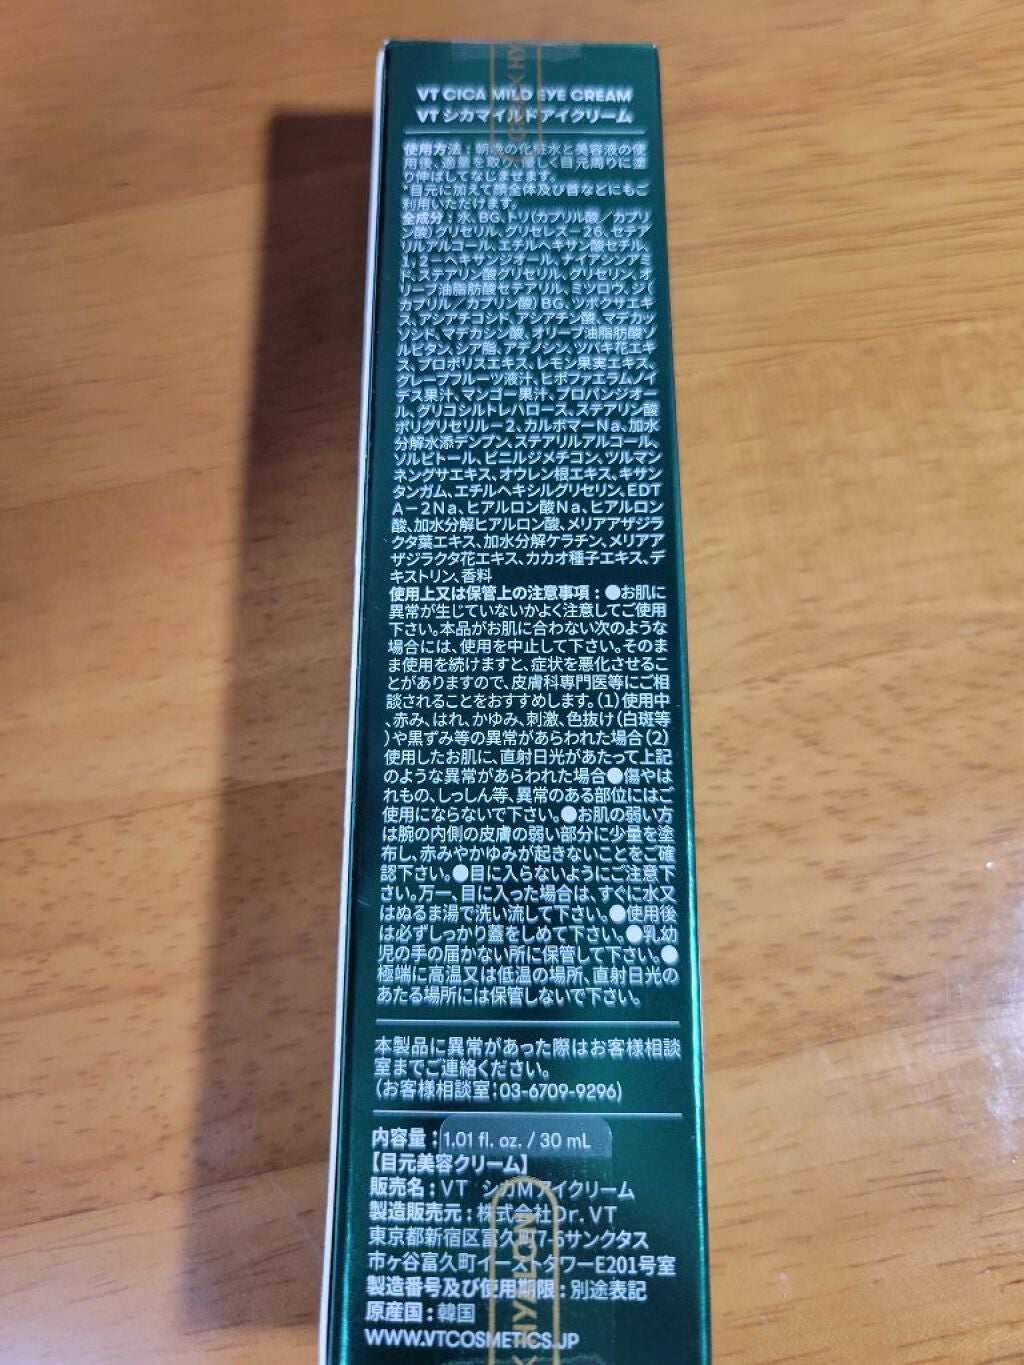 VT CICA MILD EYE CREAM
VT シカマイルドアイクリーム
使用方法：朝晩の化粧水と美容液の使
用後、適量を取り、優しく目元周りに塗
り伸ばしてなじませます。
*目元に加えて顔全体及び首などにもご
利用いただけます。
全成分：水、BG、トリ(カプリル酸／カプリ
ン酸)グリセリル、グリセレス－26、セテア
リルアルコール、エチルヘキサン酸セチル、
1,2－ヘキサンジオール、ナイアシンアミ
ド、ステアリン酸グリセリル、グリセリン、オ
リーブ油脂肪酸セテアリル、ミツロウ、ジ(
カプリル／カプリン酸)BG、ツボクサエキ
ス、アシアチコシド、アシアチン酸、マデカッ
ソシド、マデカシン酸、オリーブ油脂肪酸ソ
ルビタン、シア脂、アデノシン、ツバキ花エキ
ス、プロポリスエキス、レモン果実エキス、
グレープフルーツ液汁、ヒポファエラムノイ
デス果汁、マンゴー果汁、プロパンジオー
ル、グリコシルトレハロース、ステアリン酸
ポリグリセリル－2、カルボマーNa、加水
分解水添デンプン、ステアリルアルコール、
ソルビトール、ビニルジメチコン、ツルマン
ネングサエキス、オウレン根エキス、キサン
タンガム、エチルヘキシルグリセリン、EDT
A－2Na、ヒアルロン酸Na、ヒアルロン
酸、加水分解ヒアルロン酸、メリアアザジラ
クタ葉エキス、加水分解ケラチン、メリアア
ザジラクタ花エキス、カカオ種子エキス、デ
キストリン、香料
使用上又は保管上の注意事項：●お肌に
異常が生じていないかよく注意してご使用
下さい。本品がお肌に合わない次のような
場合には、使用を中止して下さい。そのま
ま使用を続けますと、症状を悪化させるこ
とがありますので、皮膚科専門医等にご相
談されることをおすすめします。(1)使用中
、赤み、はれ、かゆみ、刺激、色抜け(白斑等
)や黒ずみ等の異常があらわれた場合(2)
使用したお肌に、直射日光があたって上記
のような異常があらわれた場合●傷やは
れもの、しっしん等、異常のある部位にはご
使用にならないで下さい。●お肌の弱い方
は腕の内側の皮膚の弱い部分に少量を塗
布し、赤みやかゆみが起きないことをご確
認下さい。●目に入らないようにご注意下
さい。万一、目に入った場合は、すぐに水又
はぬるま湯で洗い流して下さい。●使用後
は必ずしっかり蓋をしめて下さい。●乳幼
児の手の届かない所に保管して下さい。●
極端に高温又は低温の場所、直射日光の
あたる場所には保管しないで下さい。
本製品に異常があった際はお客様相談
室までご連絡ください。
(お客様相談室：03-6709-9296)
内容量：1.01 fl. oz. / 30 mL
【目元美容クリーム】
販売名：VT シカM アイクリーム
製造販売元：株式会社Dr. VT
東京都新宿区富久町7-5サンクタス
市ヶ谷富久町イーストタワーE201号室
製造番号及び使用期限：別途表記
原産国：韓国
WWW.VTCOSMETICS.JP